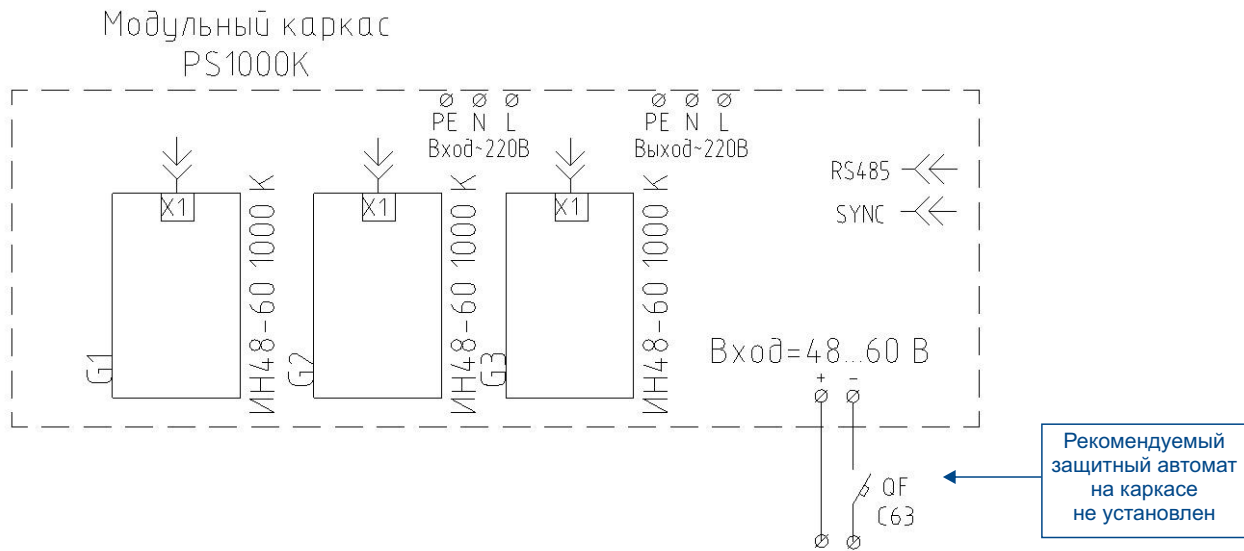 Модульный каркас
PS1000K
PE N L
Вход~220В
PE N L
Выход~220В
RS485
SYNC
X1
X1
X1
G1
ИН48-60 1000 К
G2
ИН48-60 1000 К
G3
ИН48-60 1000 К
Вход=48...60 В
+ -
QF
C63
Рекомендуемый
защитный автомат
на каркасе
не установлен